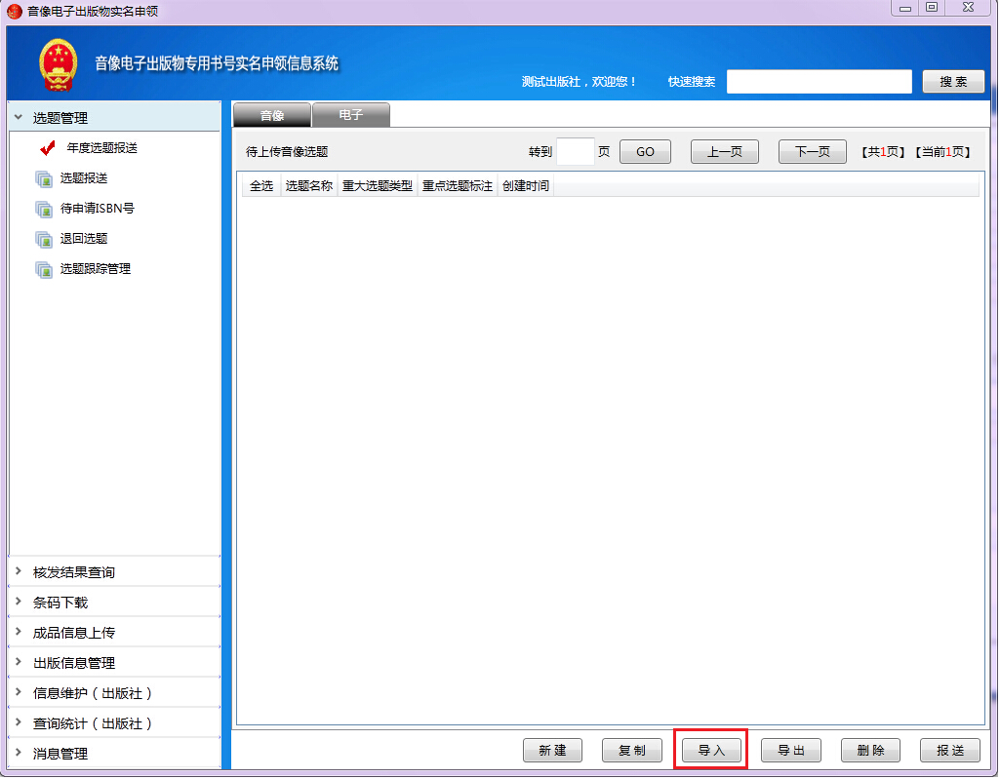 音像电子出版物实名申领
音像电子出版物专用书号实名申领信息系统
测试出版社，欢迎您！ 快速搜索 搜 索
选题管理
年度选题报送
选题报送
待申请ISBN号
退回选题
选题跟踪管理
核发结果查询
条码下载
成品信息上传
出版信息管理
信息维护（出版社）
查询统计（出版社）
消息管理
音像 电子
待上传音像选题 转到 页 GO 上一页 下一页 【共1页】【当前1页】
全选 选题名称 重大选题类型 重点选题标注 创建时间
新 建 复 制 导 入 导 出 删 除 报 送